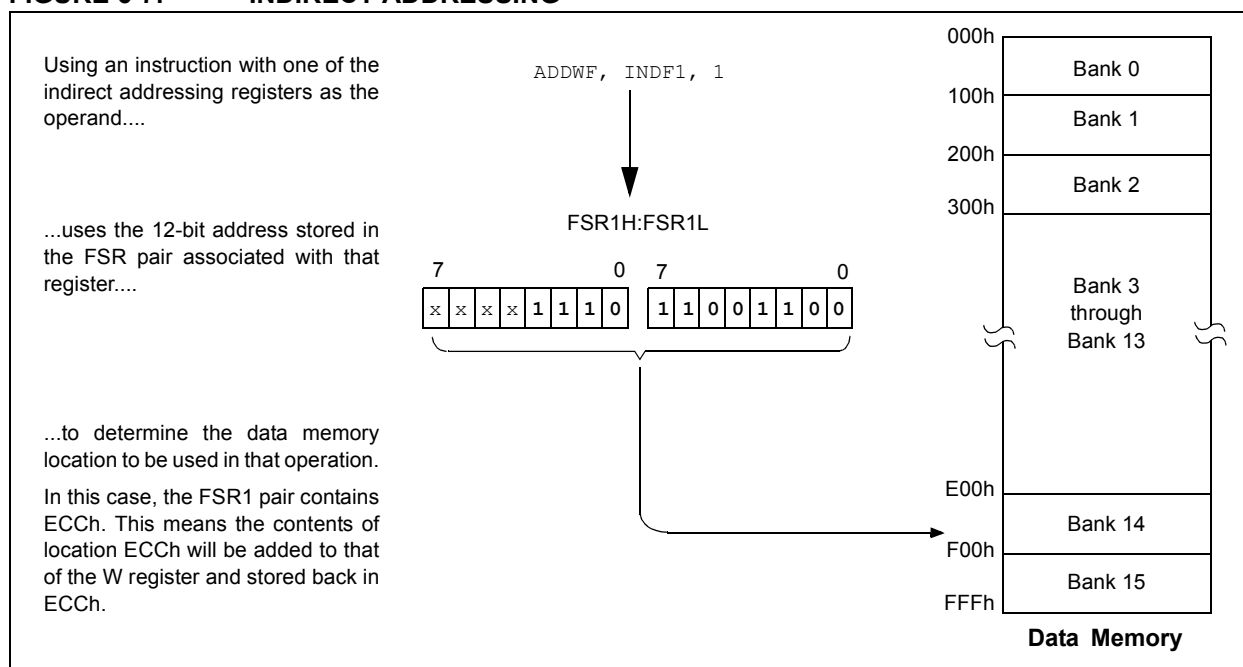 Using an instruction with one of the
indirect addressing registers as the
operand....
ADDWF, INDF1, 1
...uses the 12-bit address stored in
the FSR pair associated with that
register....
FSR1H:FSR1L
7 0 7 0
x x x x 1 1 1 0 1 1 0 0 1 1 0 0
...to determine the data memory
location to be used in that operation.
In this case, the FSR1 pair contains
ECCh. This means the contents of
location ECCh will be added to that
of the W register and stored back in
ECCh.
000h
Bank 0
100h
Bank 1
200h
Bank 2
300h
Bank 3
through
Bank 13
E00h
Bank 14
F00h
Bank 15
FFFh
Data Memory